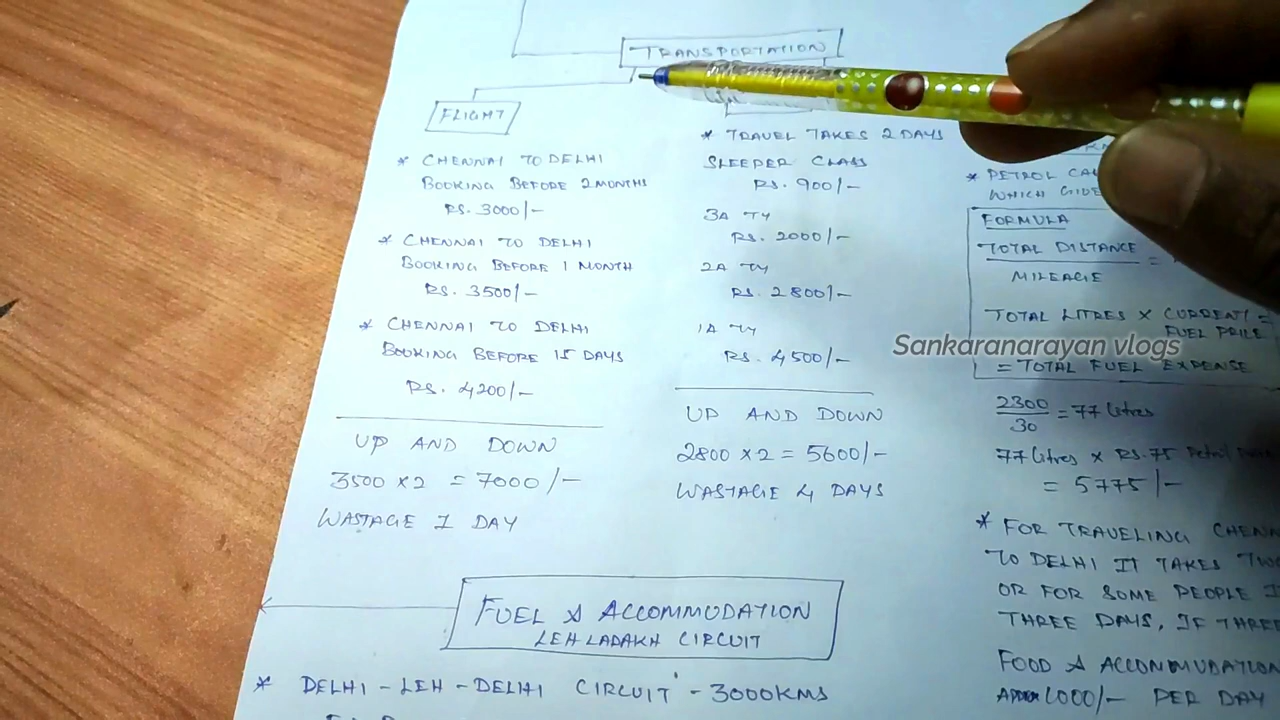 TRANSPORTATION
FLIGHT
* CHENNAI TO DELHI
BOOKING BEFORE 2 MONTHS
RS. 3000/-
* CHENNAI TO DELHI
BOOKING BEFORE 1 MONTH
RS. 3500/-
* CHENNAI TO DELHI
BOOKING BEFORE 15 DAYS
RS. 4200/-
UP AND DOWN
3500 x 2 = 7000/-
WASTAGE 1 DAY
* TRAVEL TAKES 2 DAYS
SLEEPER CLASS
RS. 900/-
3A TY
RS. 2000/-
2A TY
RS. 2800/-
1A TY
RS. 4500/-
UP AND DOWN
2800 x 2 = 5600/-
WASTAGE 4 DAYS
* PETROL
WHICH
FORMULA
TOTAL DISTANCE
MILEAGE =
TOTAL LITRES x CURRENT =
FUEL PRICE
= TOTAL FUEL EXPENSE
2300
30 = 77 Litres
77 Litres x RS. 75 Petrol
= 5775/-
* FOR TRAVELING
TO DELHI IT TAKES
OR FOR SOME PEOPLE
THREE DAYS, IF
FOOD & ACCOMMUDATION
1000/- PER DAY
FUEL & ACCOMMUDATION
LEH LADAKH CIRCUIT
* DELHI - LEH - DELHI CIRCUIT - 3000KMS
Sankaranarayan vlogs